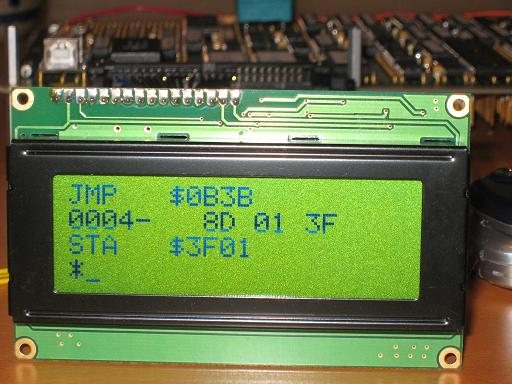 JMP    $0B3B
0004-    8D 01 3F
STA    $3F01
*_